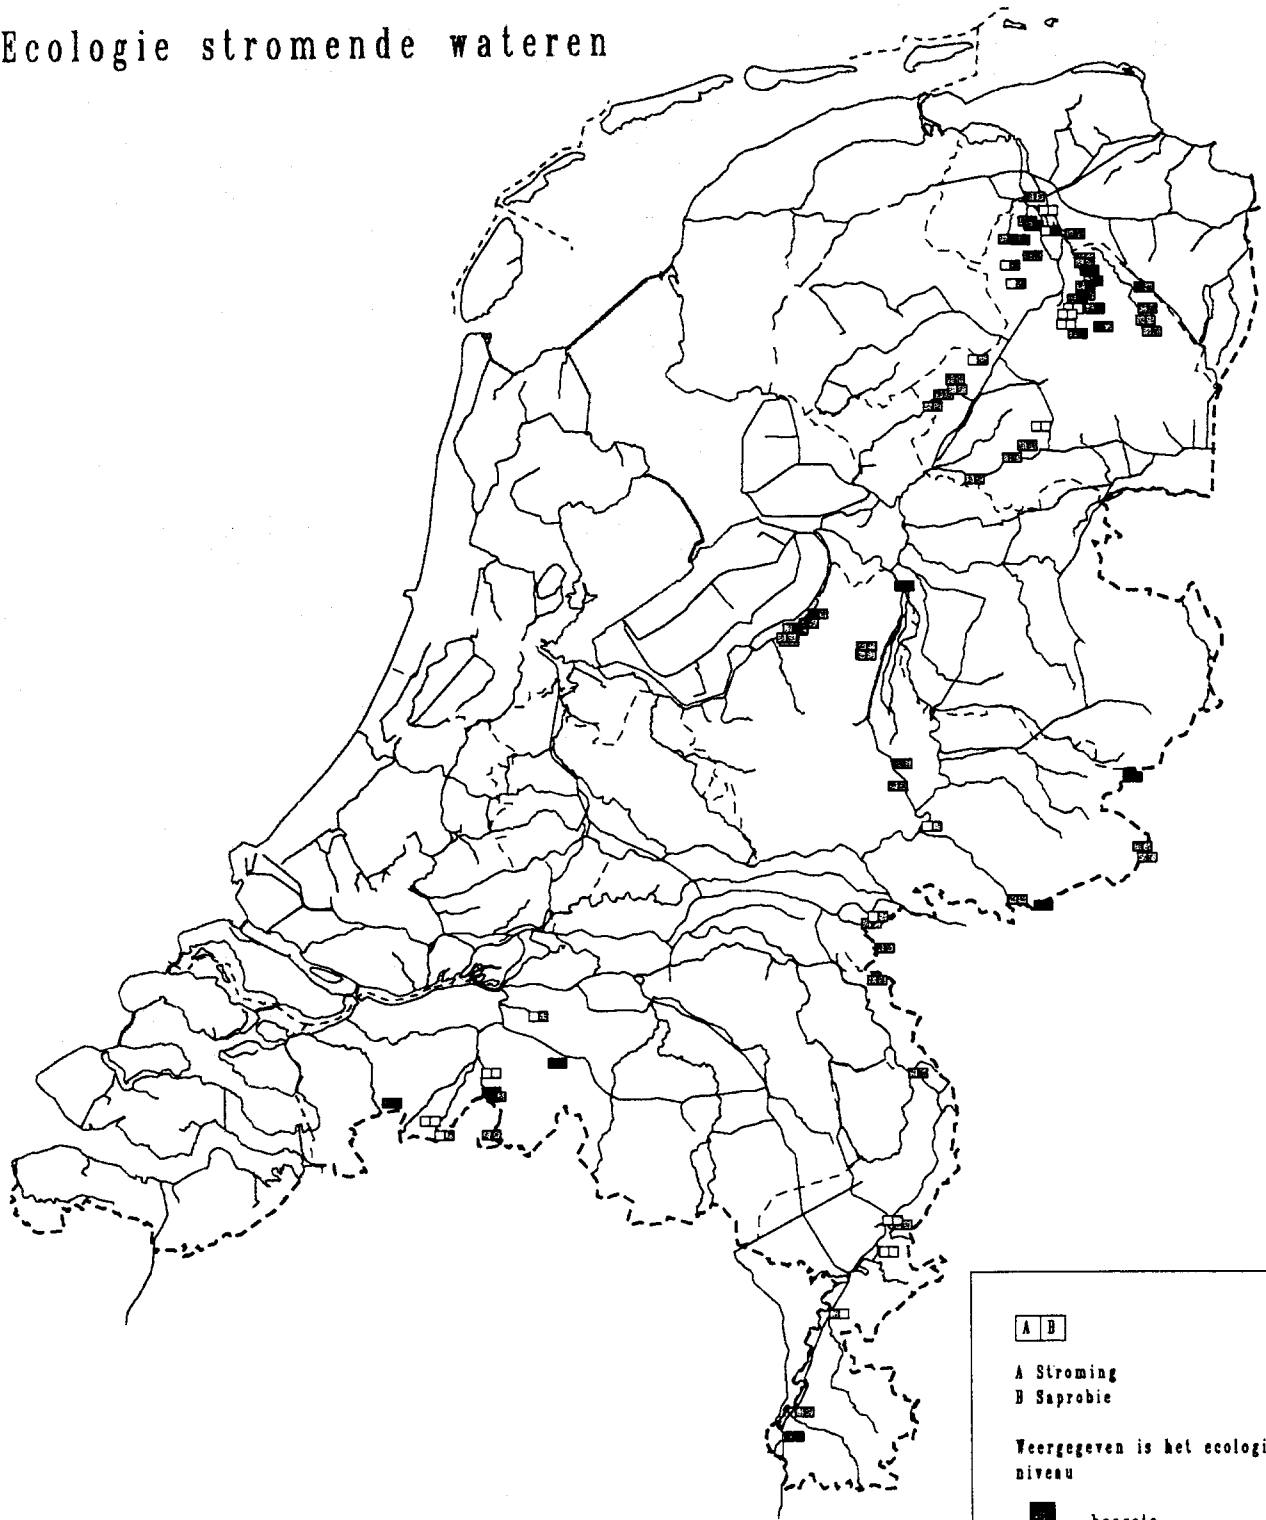 Ecologie stromende wateren
A B
A Stroming
B Saprobie
Weergegeven is het ecologi
niveau